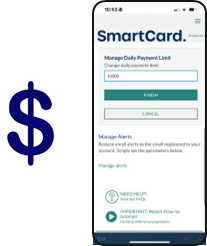 $
10:53
SmartCard.
Manage Daily Payment Limit
Change daily payment limit
FINISH
CANCEL
Manage Alerts
Recieve email alerts to the email registered to your
account. Simply set the parameters below.
Manage alerts
NEED HELP?
Visit our FAQs
IMPORTANT: Watch 'how-to
tutorials'
for help with your payments